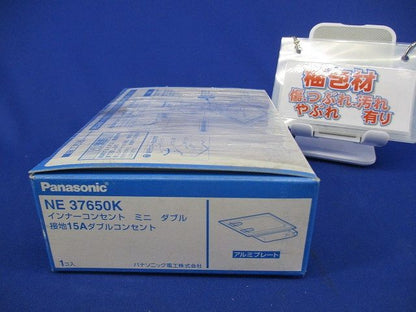 Panasonic
NE 37650K
インナーコンセント ミニ ダブル
接地15Aダブルコンセント
アルミプレート
1コ入
パナソニック電工株式会社
梱包材
傷、つぶれ、汚れ
やぶれ 有り